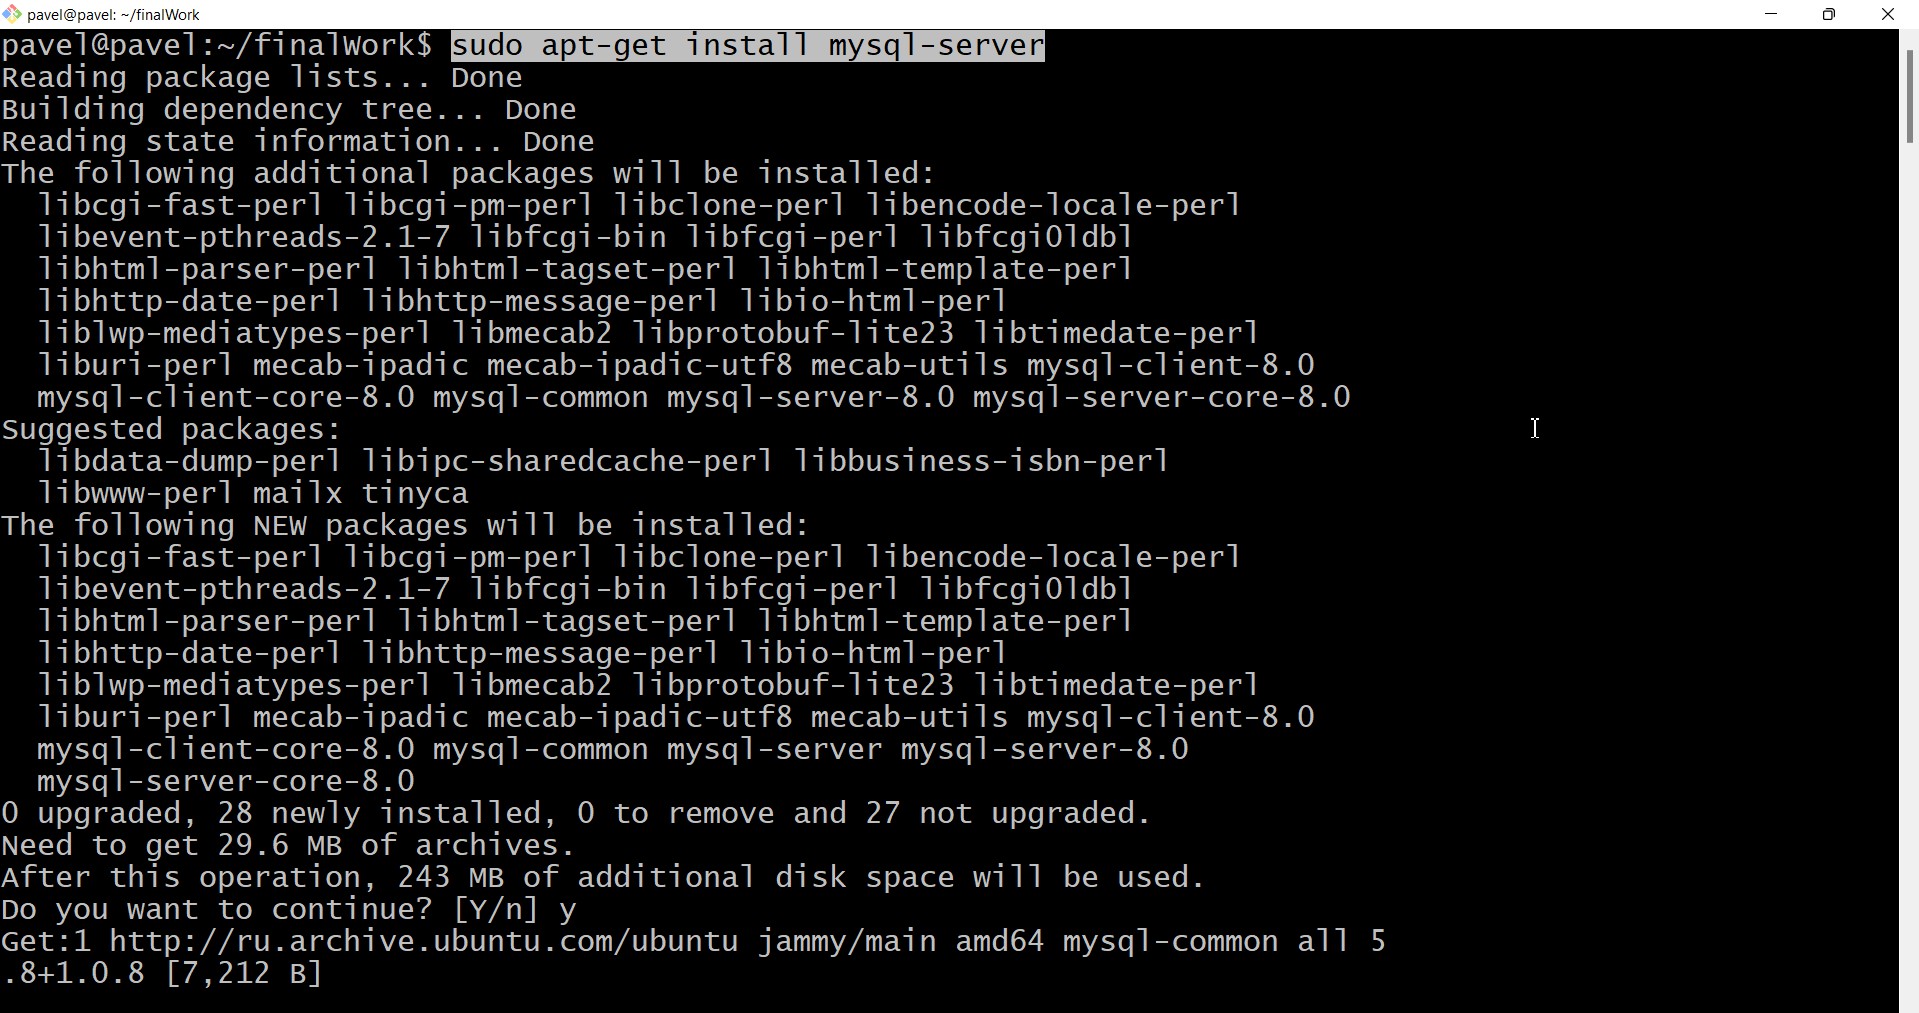 pavel@pavel: ~/finalWork
pavel@pavel:~/finalWork$ sudo apt-get install mysql-server
Reading package lists... Done
Building dependency tree... Done
Reading state information... Done
The following additional packages will be installed:
  libcgi-fast-perl libcgi-pm-perl libclone-perl libencode-locale-perl
  libevent-pthreads-2.1-7 libfcgi-bin libfcgi-perl libfcgi0ldbl
  libhtml-parser-perl libhtml-tagset-perl libhtml-template-perl
  libhttp-date-perl libhttp-message-perl libio-html-perl
  liblwp-mediatypes-perl libmecab2 libprotobuf-lite23 libtimedate-perl
  liburi-perl mecab-ipadic mecab-ipadic-utf8 mecab-utils mysql-client-8.0
  mysql-client-core-8.0 mysql-common mysql-server-8.0 mysql-server-core-8.0
Suggested packages:
  libdata-dump-perl libipc-sharedcache-perl libbusiness-isbn-perl
  libwww-perl mailx tinyca
The following NEW packages will be installed:
  libcgi-fast-perl libcgi-pm-perl libclone-perl libencode-locale-perl
  libevent-pthreads-2.1-7 libfcgi-bin libfcgi-perl libfcgi0ldbl
  libhtml-parser-perl libhtml-tagset-perl libhtml-template-perl
  libhttp-date-perl libhttp-message-perl libio-html-perl
  liblwp-mediatypes-perl libmecab2 libprotobuf-lite23 libtimedate-perl
  liburi-perl mecab-ipadic mecab-ipadic-utf8 mecab-utils mysql-client-8.0
  mysql-client-core-8.0 mysql-common mysql-server mysql-server-8.0
  mysql-server-core-8.0
0 upgraded, 28 newly installed, 0 to remove and 27 not upgraded.
Need to get 29.6 MB of archives.
After this operation, 243 MB of additional disk space will be used.
Do you want to continue? [Y/n] y
Get:1 http://ru.archive.ubuntu.com/ubuntu jammy/main amd64 mysql-common all 5
.8+1.0.8 [7,212 B]